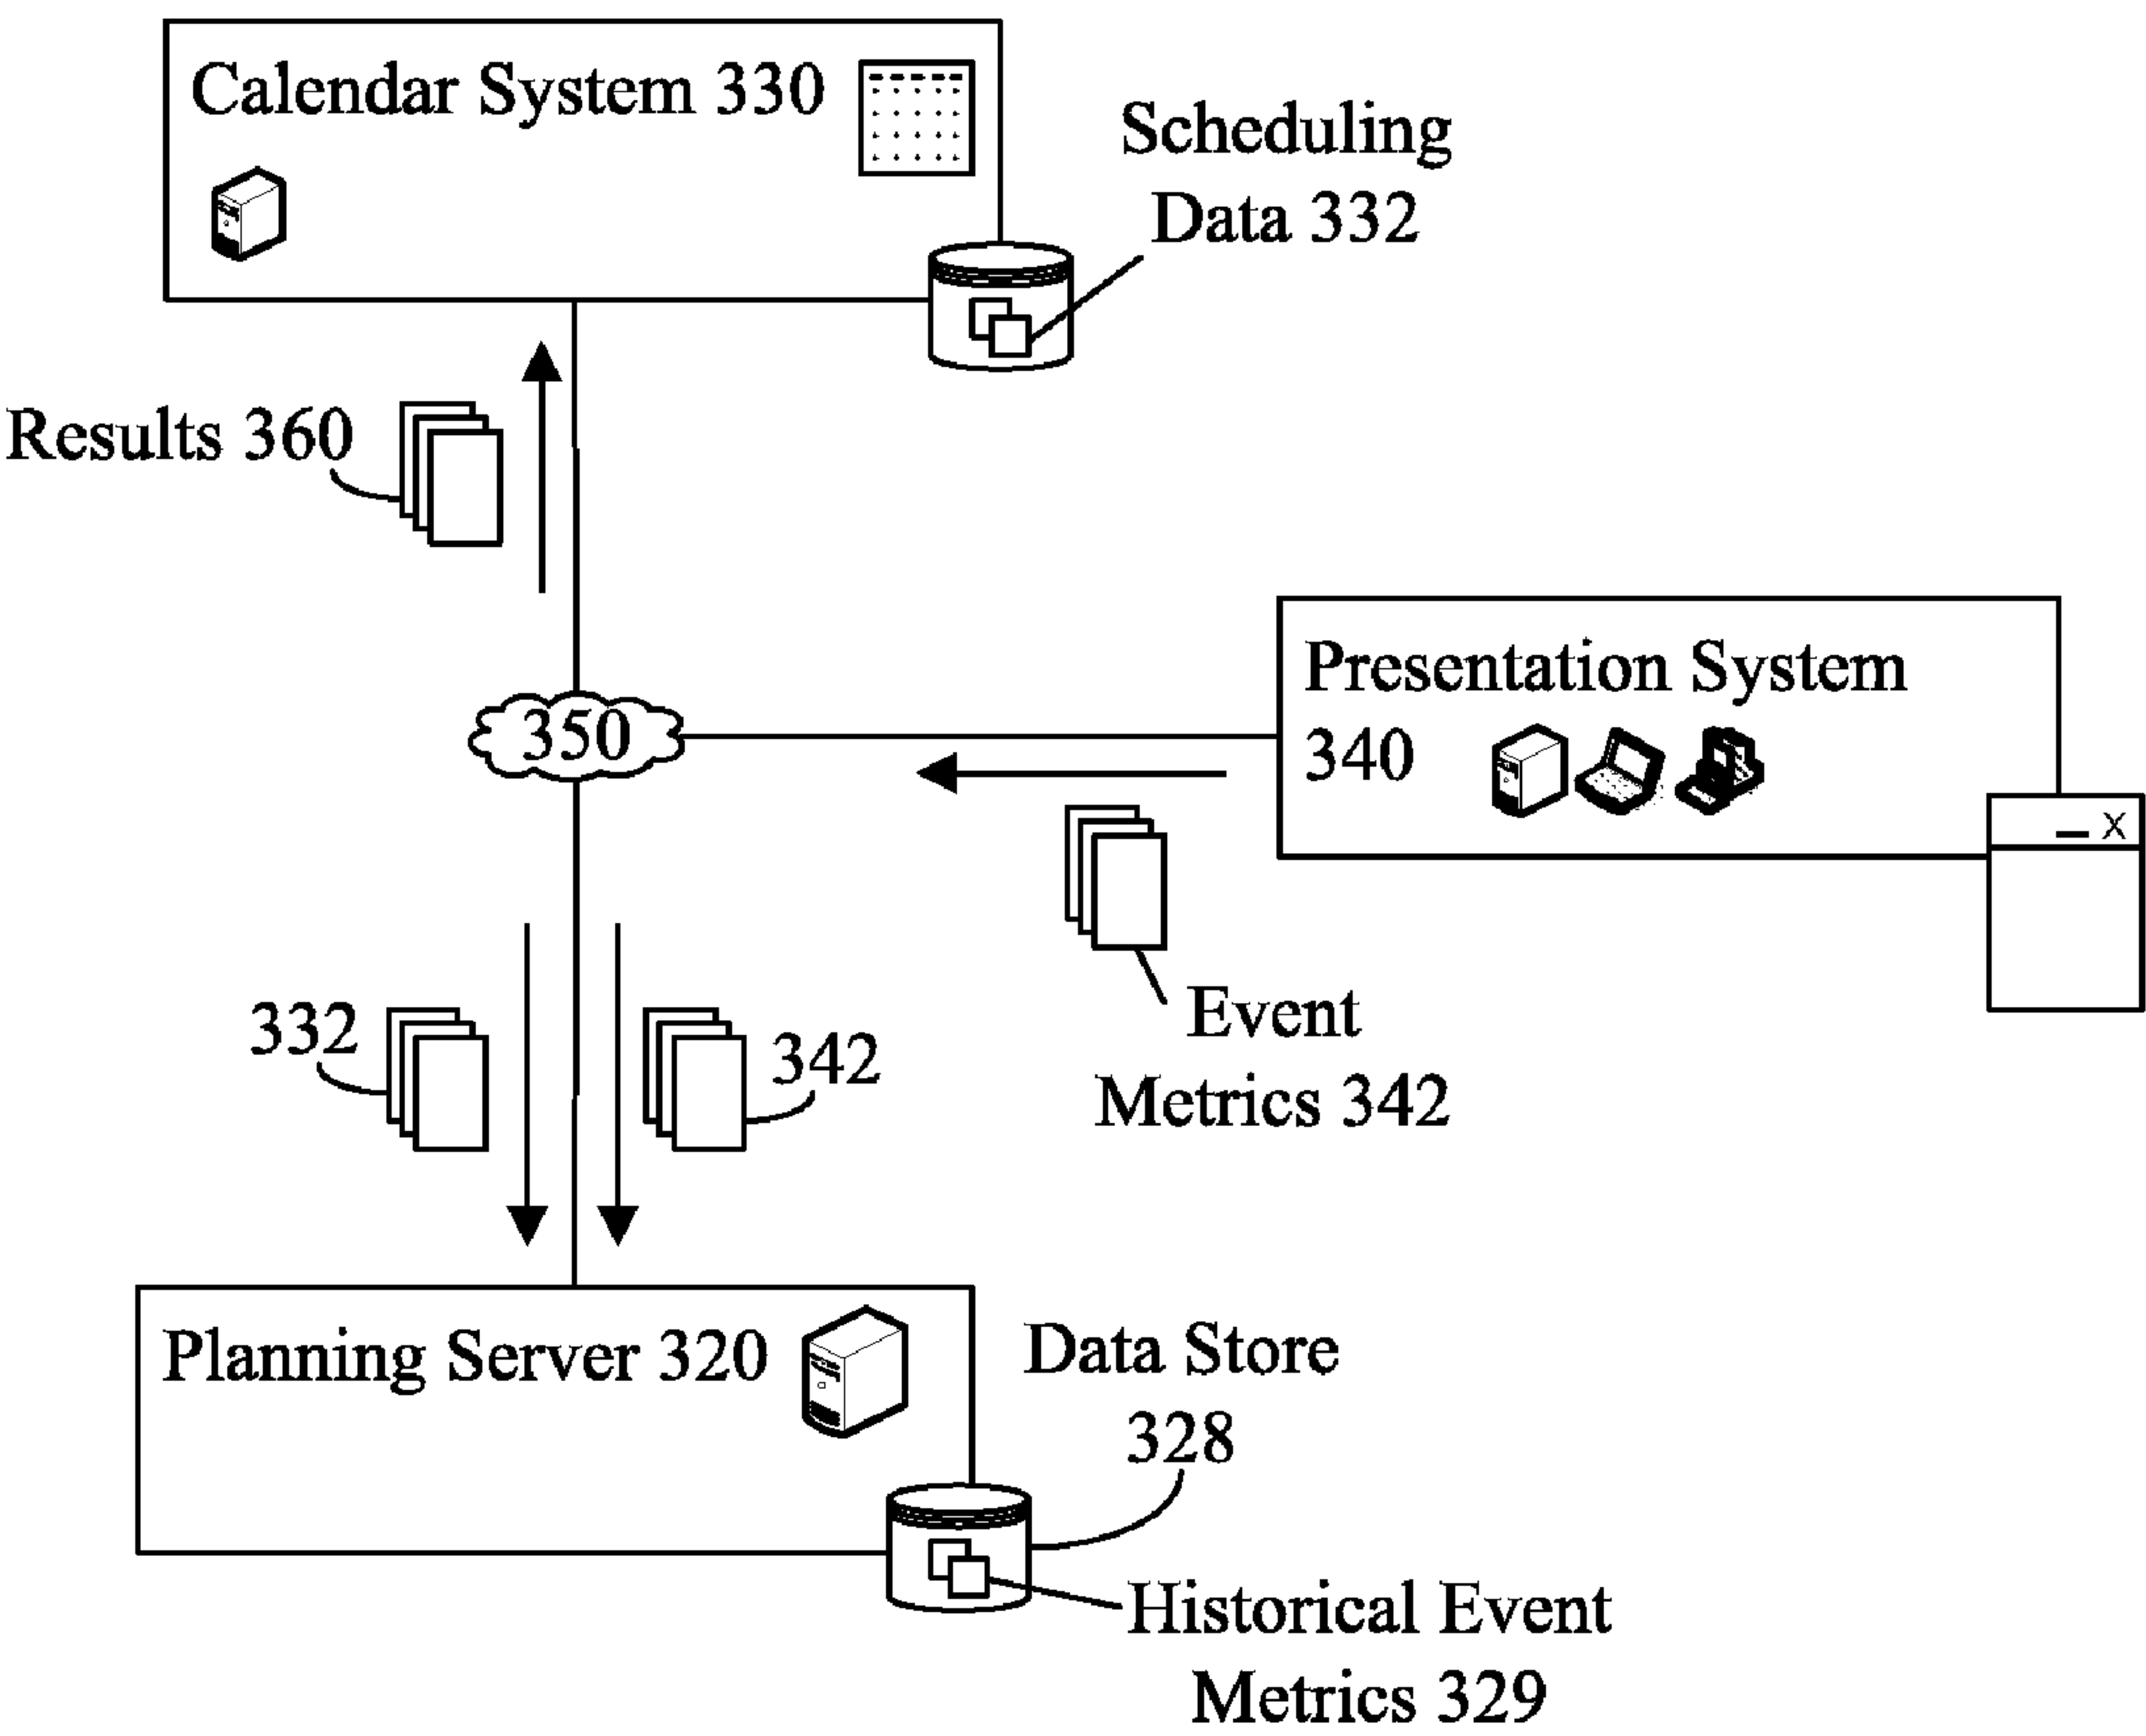 Calendar System 330
Scheduling
Data 332
Results 360
350
Presentation System
340
X
Event
Metrics 342
332
342
Planning Server 320
Data Store
328
Historical Event
Metrics 329